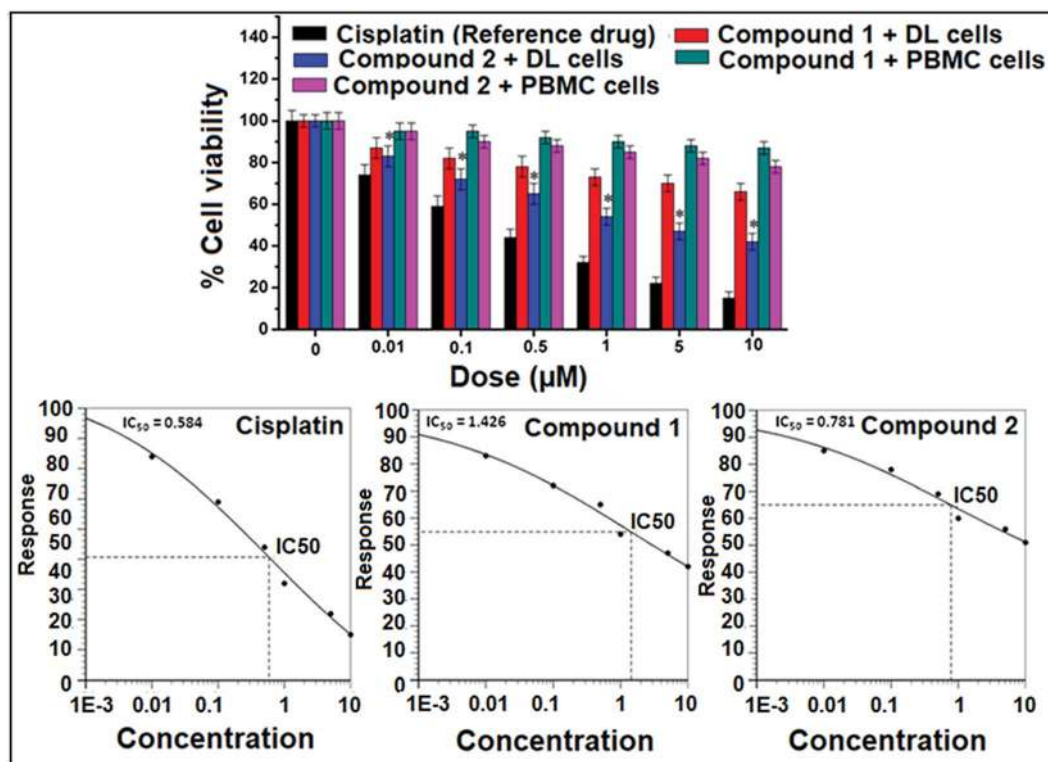 140
120
100
80
60
40
20
0
% Cell viability
Cisplatin (Reference drug)
Compound 1 + DL cells
Compound 2 + DL cells
Compound 1 + PBMC cells
Compound 2 + PBMC cells
* * * * * *
0 0.01 0.1 0.5 1 5 10
Dose (µM)
100
90
80
70
60
50
40
30
20
10
0
Response
IC50 = 0.584
Cisplatin
IC50
1E-3 0.01 0.1 1 10
Concentration
100
90
80
70
60
50
40
30
20
10
0
Response
IC50 = 1.426
Compound 1
IC50
1E-3 0.01 0.1 1 10
Concentration
100
90
80
70
60
50
40
30
20
10
0
Response
IC50 = 0.781
Compound 2
IC50
1E-3 0.01 0.1 1 10
Concentration